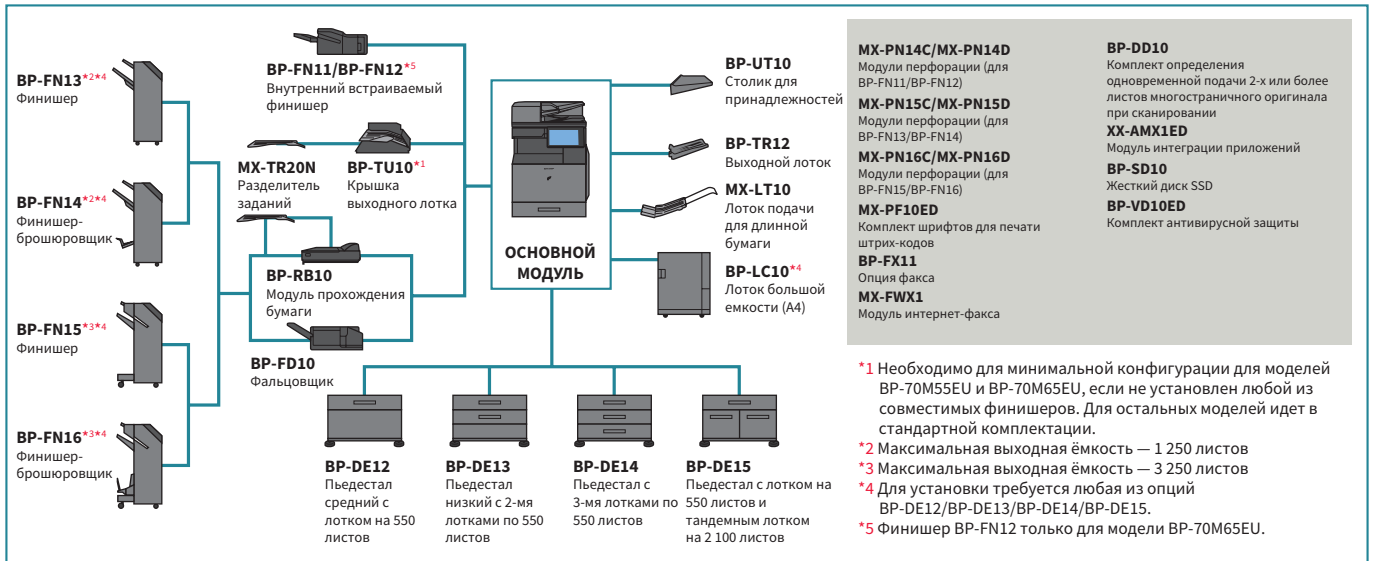 BP-FN13*2*4
Финишер
BP-FN14*2*4
Финишер-
брошюровщик
BP-FN15*3*4
Финишер
BP-FN16*3*4
Финишер-
брошюровщик
BP-FN11/BP-FN12*5
Внутренний встраиваемый
финишер
MX-TR20N
Разделитель
заданий
BP-TU10*1
Крышка
выходного лотка
BP-RB10
Модуль прохождения
бумаги
BP-FD10
Фальцовщик
ОСНОВНОЙ
МОДУЛЬ
BP-UT10
Столик для
принадлежностей
BP-TR12
Выходной лоток
MX-LT10
Лоток подачи
для длинной
бумаги
BP-LC10*4
Лоток большой
емкости (A4)
BP-DE12
Пьедестал
средний с
лотком на 550
листов
BP-DE13
Пьедестал
низкий с 2-мя
лотками по 550
листов
BP-DE14
Пьедестал с
3-мя лотками по
550 листов
BP-DE15
Пьедестал с лотком на
550 листов и
тандемным лотком
на 2 100 листов
MX-PN14C/MX-PN14D
Модули перфорации (для
BP-FN11/BP-FN12)
MX-PN15C/MX-PN15D
Модули перфорации (для
BP-FN13/BP-FN14)
MX-PN16C/MX-PN16D
Модули перфорации (для
BP-FN15/BP-FN16)
MX-PF10ED
Комплект шрифтов для печати
штрих-кодов
BP-FX11
Опция факса
MX-FWX1
Модуль интернет-факса
BP-DD10
Комплект определения
одновременной подачи 2-х или более
листов многостраничного оригинала
при сканировании
XX-AMX1ED
Модуль интеграции приложений
BP-SD10
Жесткий диск SSD
BP-VD10ED
Комплект антивирусной защиты
*1 Необходимо для минимальной конфигурации для моделей
BP-70M55EU и BP-70M65EU, если не установлен любой из
совместимых финишеров. Для остальных моделей идет в
стандартной комплектации.
*2 Максимальная выходная ёмкость — 1 250 листов
*3 Максимальная выходная ёмкость — 3 250 листов
*4 Для установки требуется любая из опций
BP-DE12/BP-DE13/BP-DE14/BP-DE15.
*5 Финишер BP-FN12 только для модели BP-70M65EU.